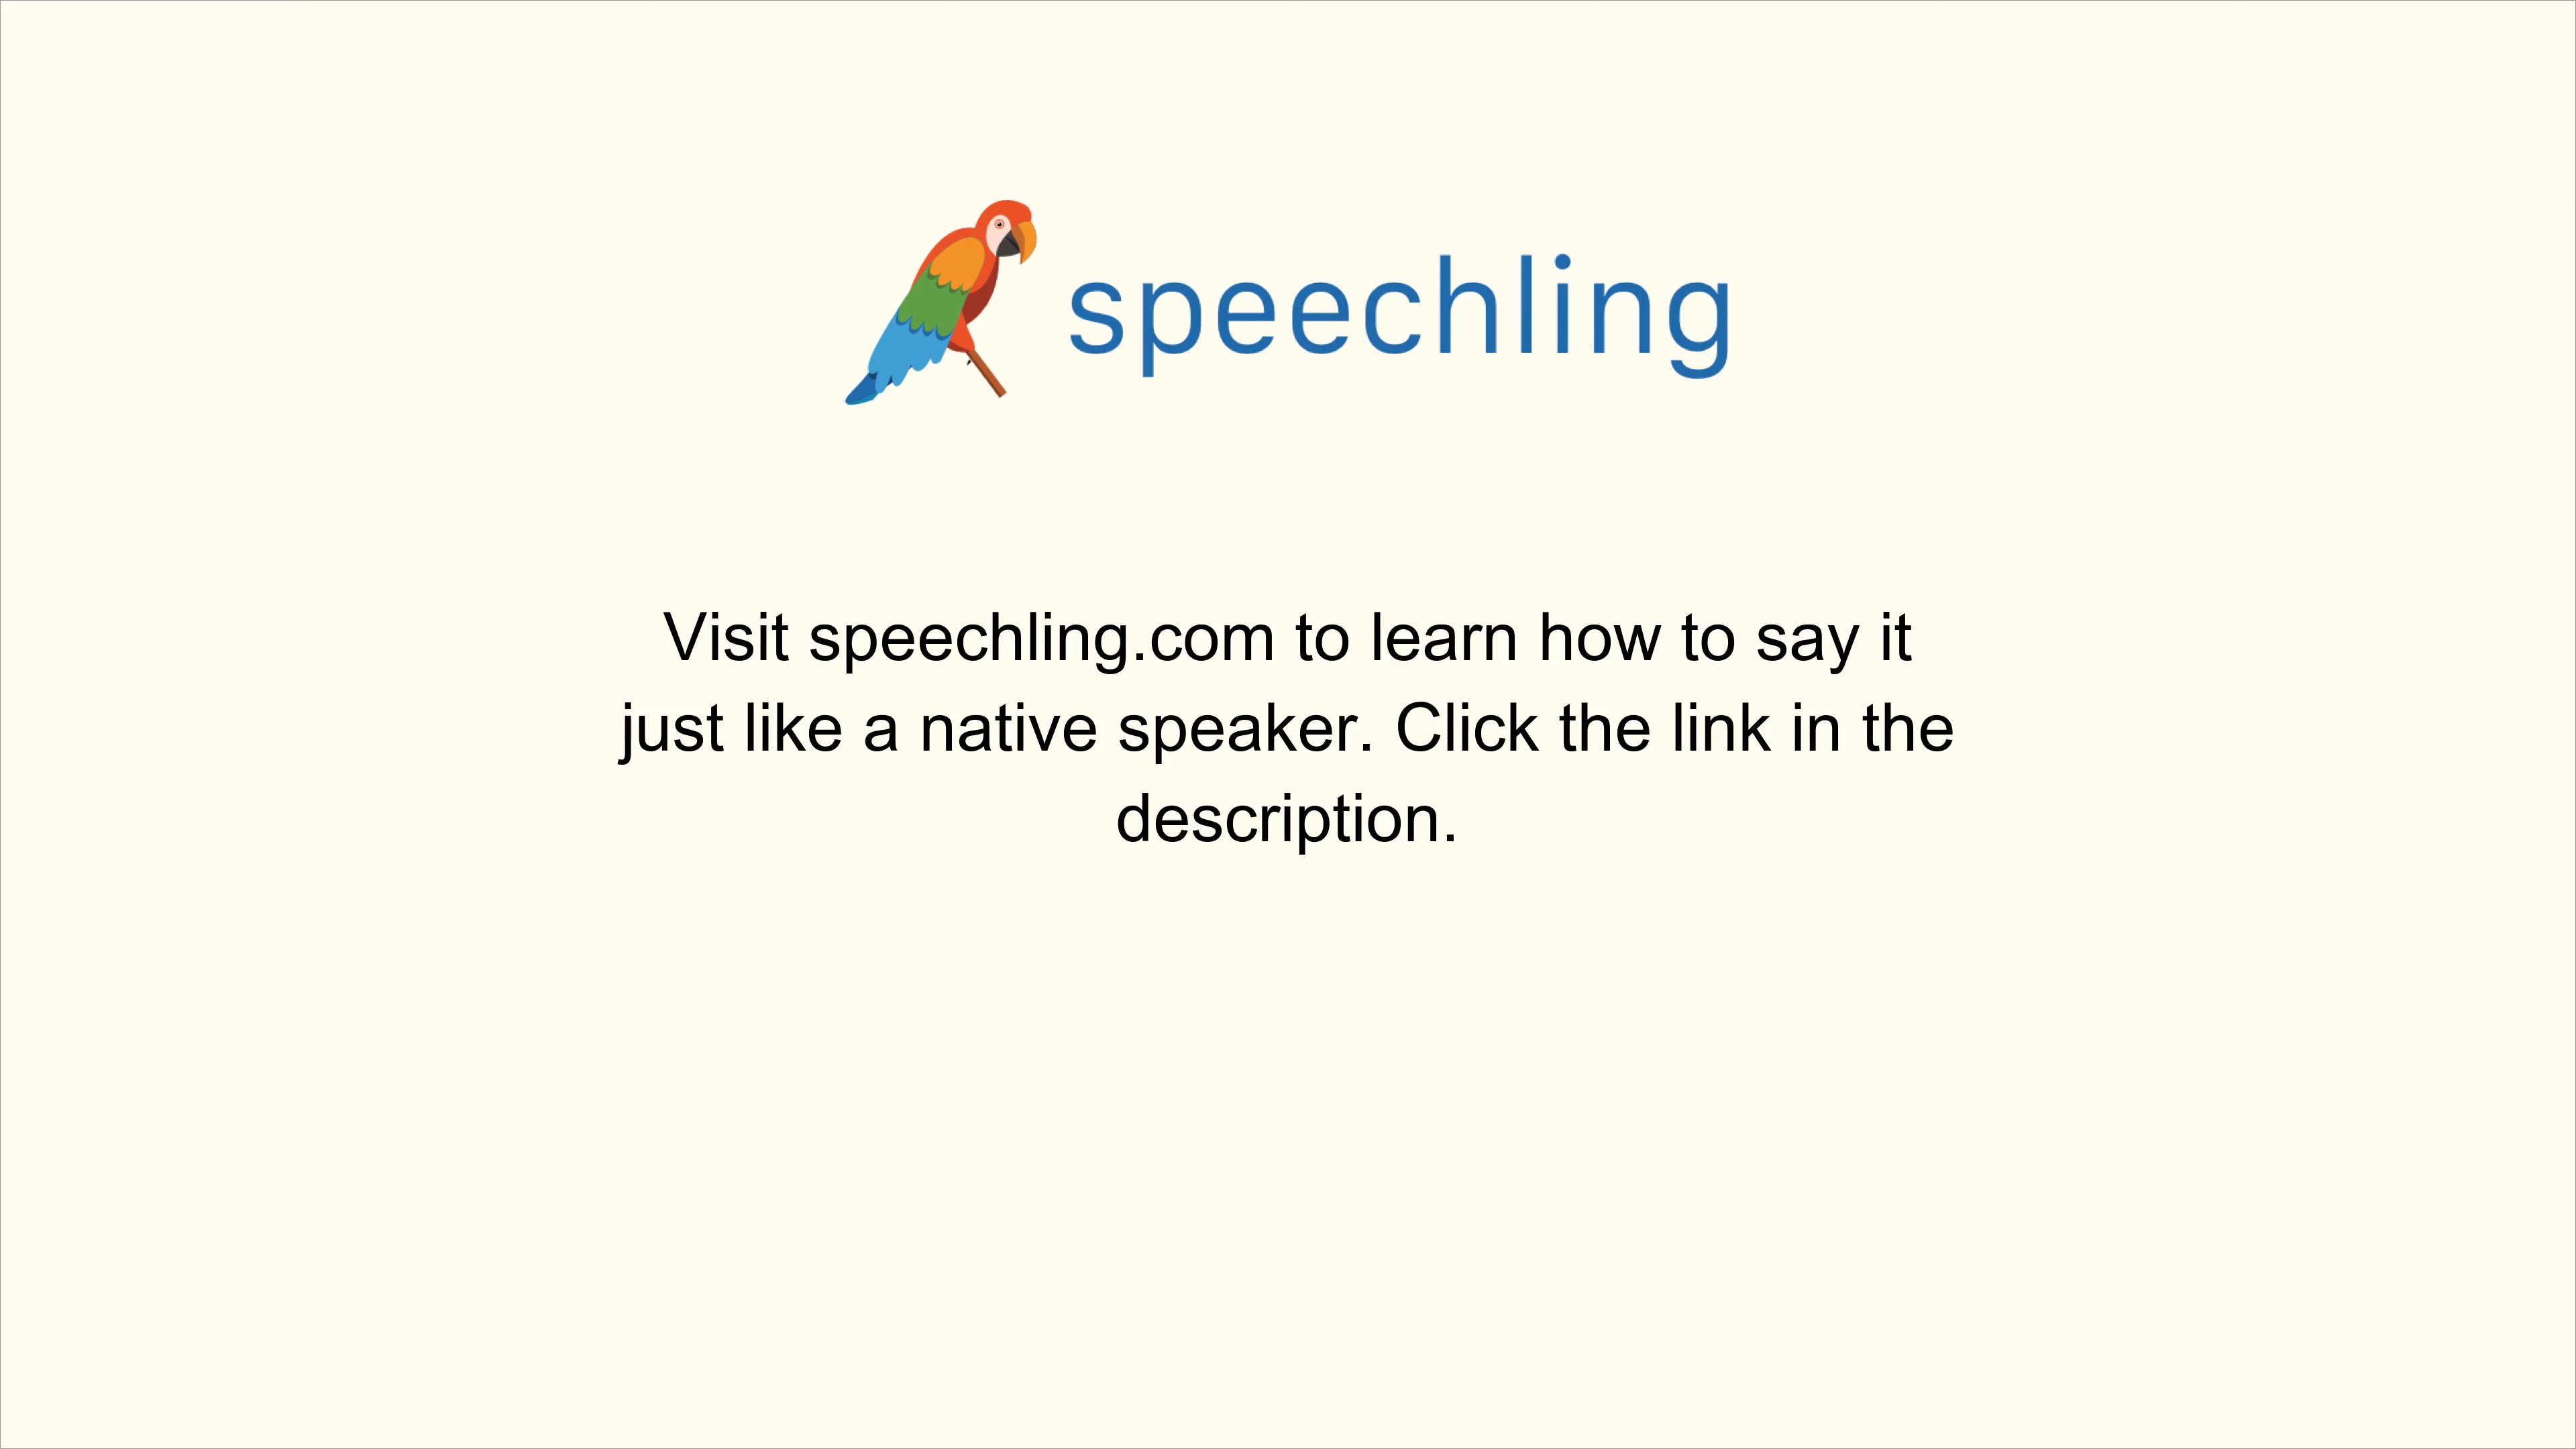 speechling
Visit speechling.com to learn how to say it
just like a native speaker. Click the link in the
description.